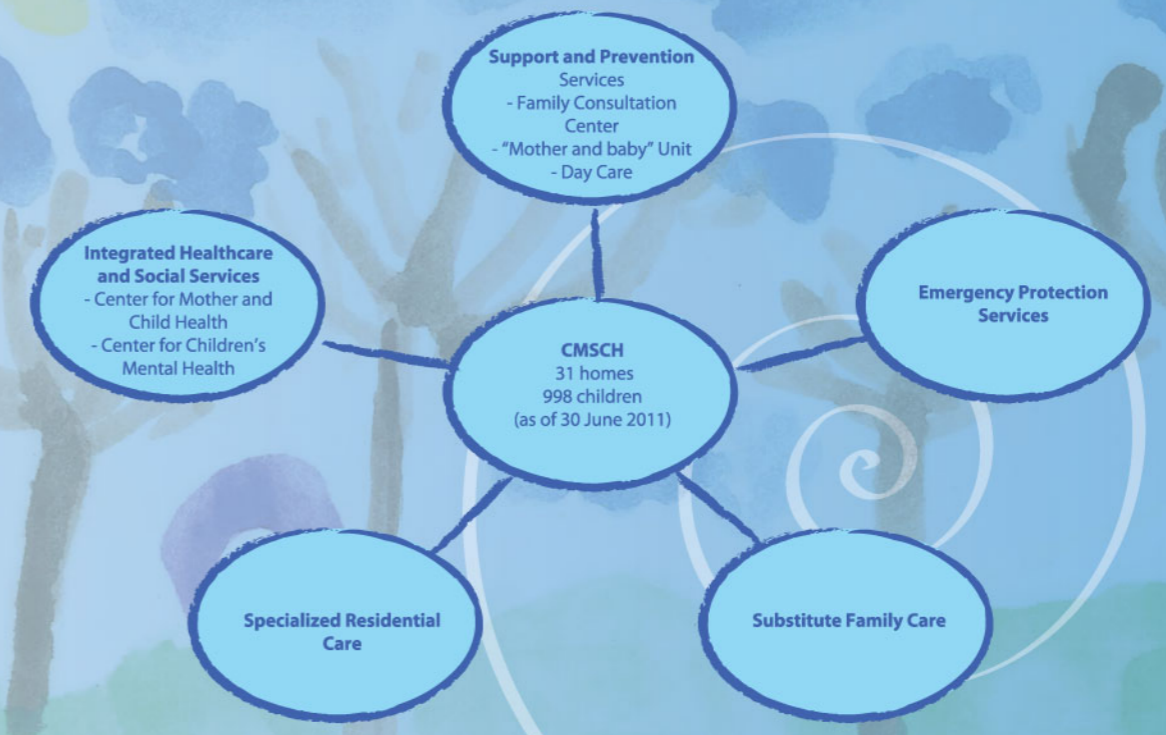 Support and Prevention
Services
- Family Consultation
Center
- “Mother and baby” Unit
- Day Care
Integrated Healthcare
and Social Services
- Center for Mother and
Child Health
- Center for Children’s
Mental Health
Emergency Protection
Services
CMSCH
31 homes
998 children
(as of 30 June 2011)
Specialized Residential
Care
Substitute Family Care